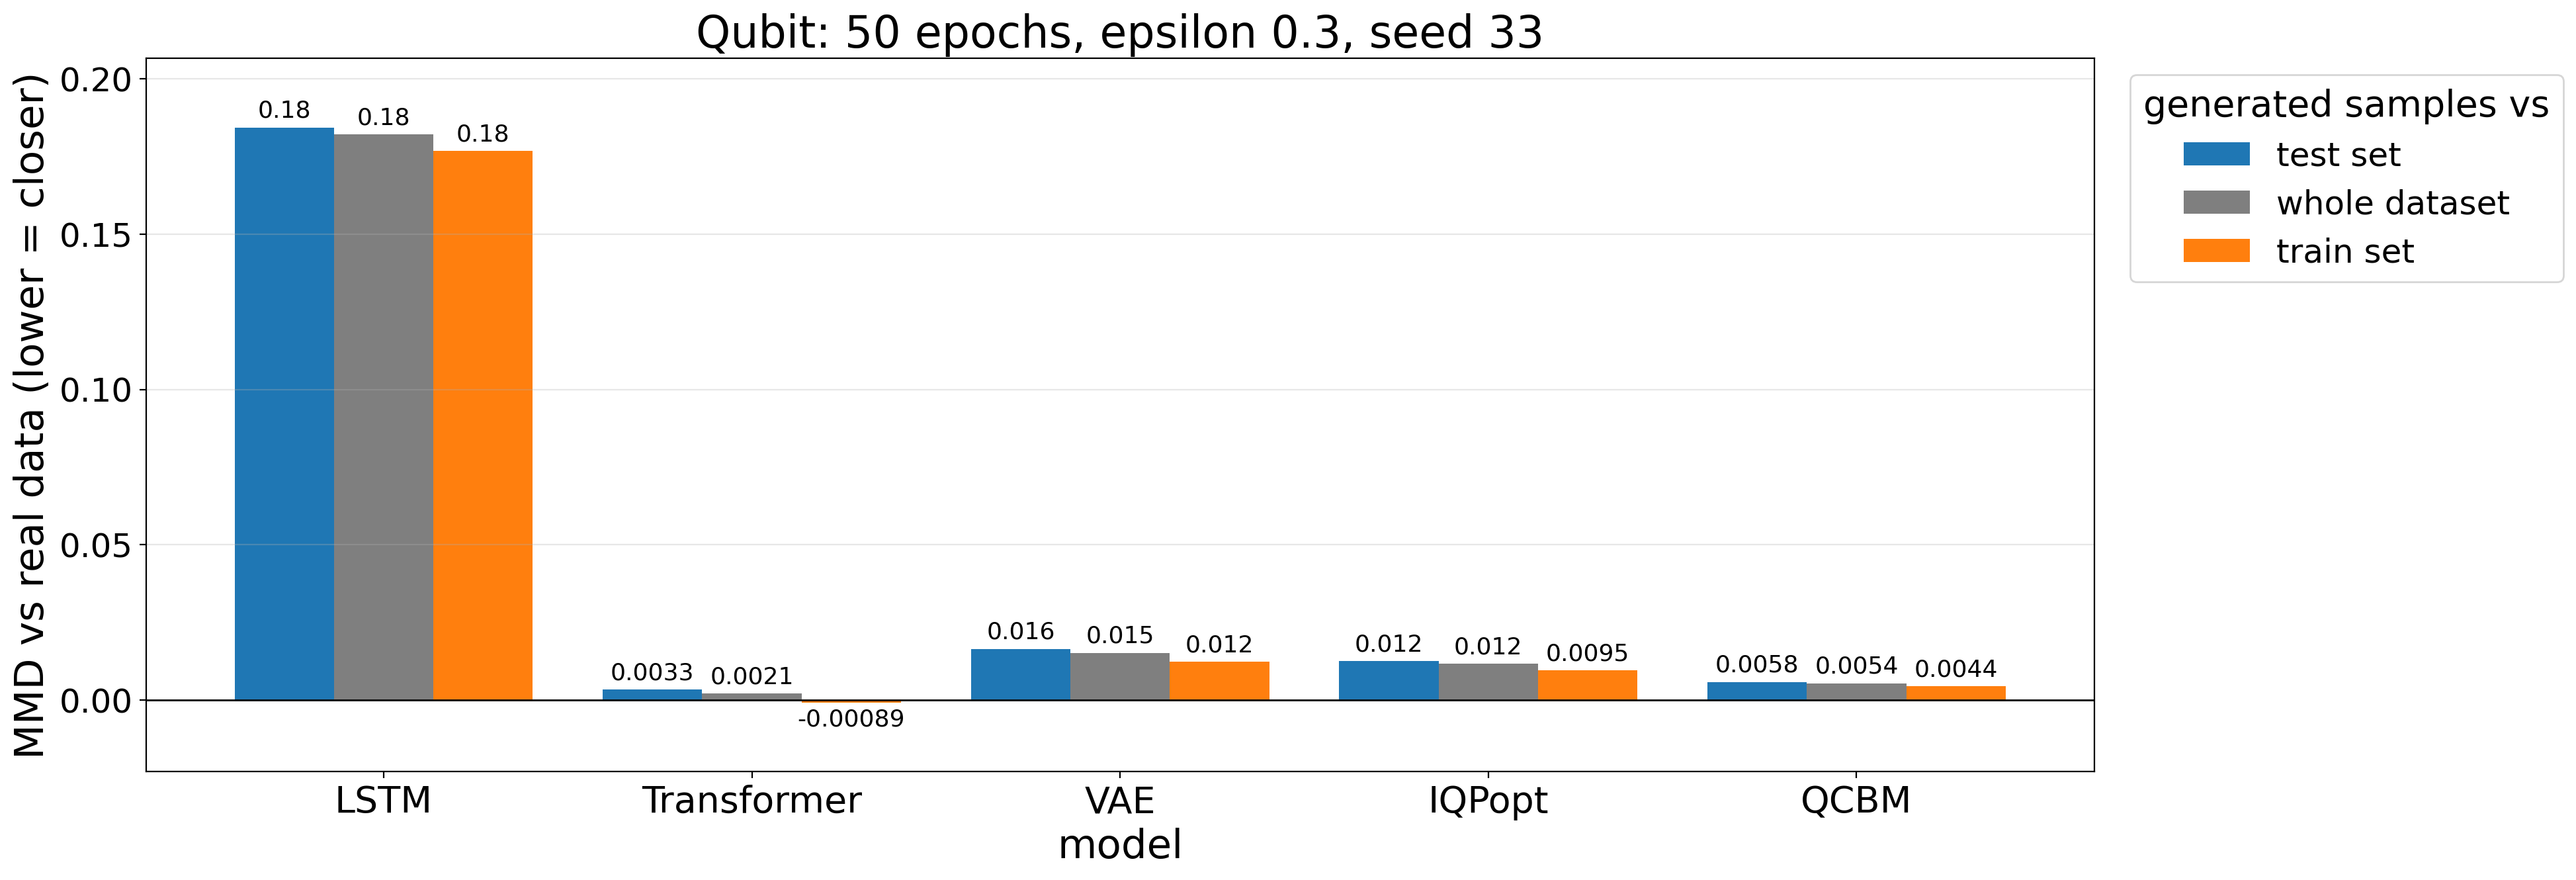 Qubit: 50 epochs, epsilon 0.3, seed 33
MMD vs real data (lower = closer)
0.20
0.15
0.10
0.05
0.00
0.18
0.18
0.18
0.0033
0.0021
-0.00089
0.016
0.015
0.012
0.012
0.012
0.0095
0.0058
0.0054
0.0044
LSTM
Transformer
VAE
IQPopt
QCBM
model
generated samples vs
test set
whole dataset
train set